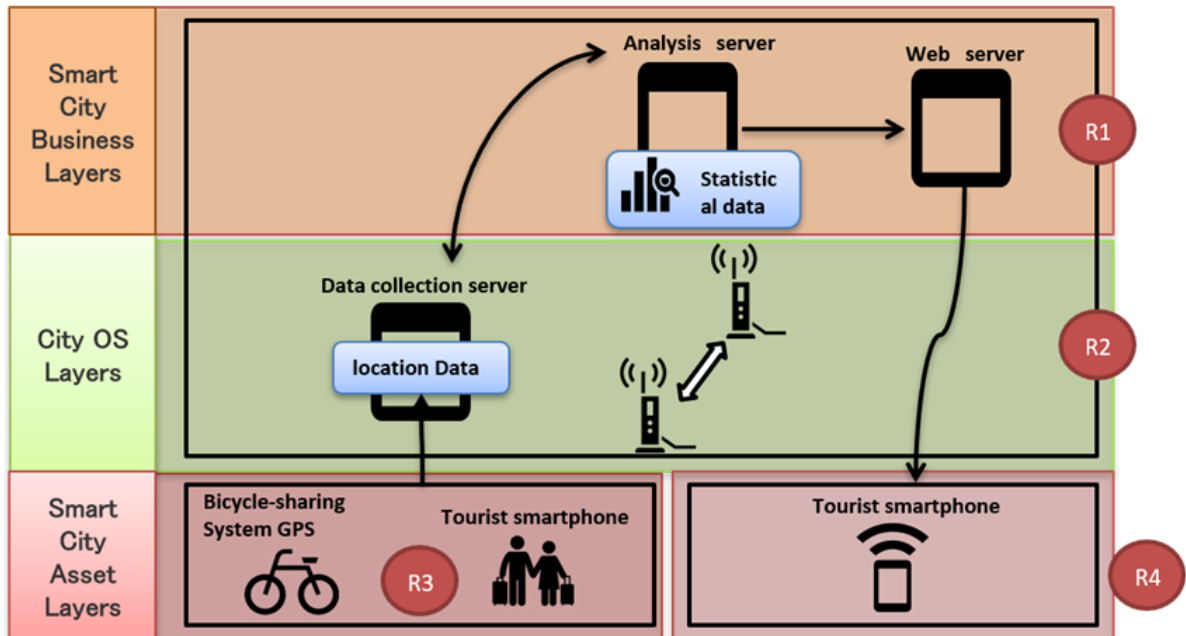 Smart
City
Business
Layers
Analysis server
Web server
Statistic
al data
R1
City OS
Layers
Data collection server
location Data
R2
Smart
City
Asset
Layers
Bicycle-sharing
System GPS
Tourist smartphone
R3
Tourist smartphone
R4